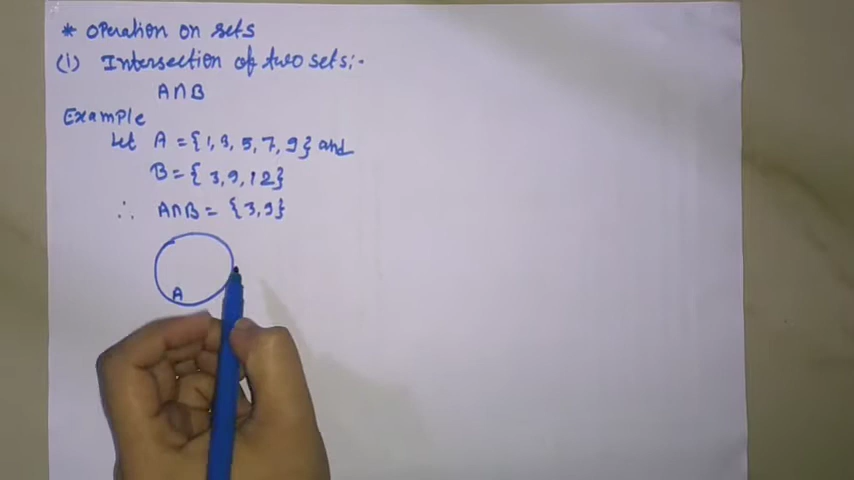 * Operation on sets
(i) Intersection of two sets:-
A∩B
Example
Let A = {1, 3, 5, 7, 9} and
B = {3, 9, 12}
∴ A∩B = {3, 9}
A